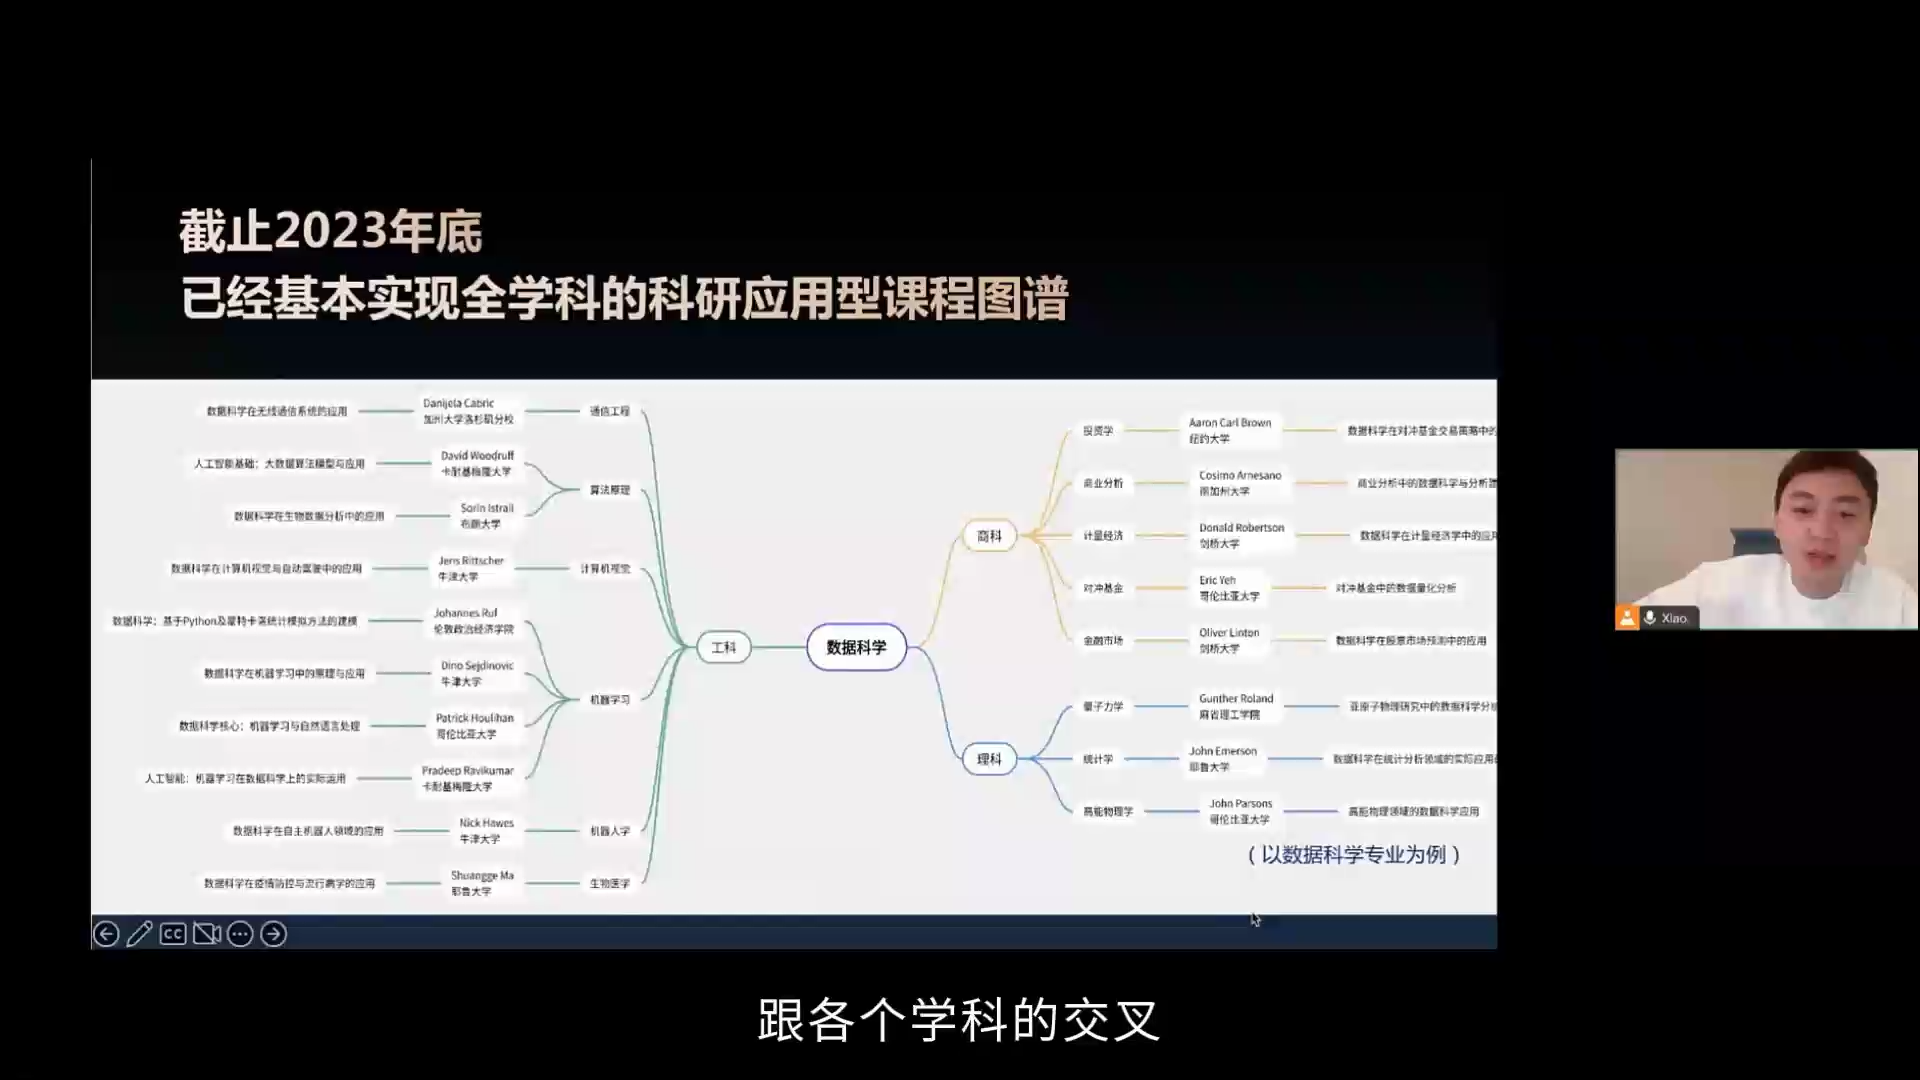 截止2023年底
已经基本实现全学科的科研应用型课程图谱
数据科学在无线通信系统的应用
Danijela Cabric
加州大学洛杉矶分校
通信工程
人工智能基础：大数据算法模型与应用
David Woodruff
卡耐基梅隆大学
算法原理
数据科学在生物数据分析中的应用
Sorin Istrail
布朗大学
数据科学在计算机视觉与自动驾驶中的应用
Jens Rittscher
牛津大学
计算机视觉
数据科学：基于Python及蒙特卡洛统计模拟方法的建模
Johannes Ruf
伦敦政治经济学院
数据科学在机器学习中的原理与应用
Dino Sejdinovic
牛津大学
机器学习
数据科学核心：机器学习与自然语言处理
Patrick Houlihan
哥伦比亚大学
人工智能：机器学习在数据科学上的实际运用
Pradeep Ravikumar
卡耐基梅隆大学
数据科学在自主机器人领域的应用
Nick Hawes
牛津大学
机器人学
数据科学在疫情防控与流行病学的应用
Shuangge Ma
耶鲁大学
生物医学
工科
数据科学
商科
投资学
Aaron Carl Brown
纽约大学
数据科学在对冲基金交易策略中的
商业分析
Cosimo Arnesano
南加州大学
商业分析中的数据科学与分析建
计量经济
Donald Robertson
剑桥大学
数据科学在计量经济学中的应用
对冲基金
Eric Yeh
哥伦比亚大学
对冲基金中的数据量化分析
金融市场
Oliver Linton
剑桥大学
数据科学在股票市场预测中的应用
理科
量子力学
Gunther Roland
麻省理工学院
亚原子物理研究中的数据科学分析
统计学
John Emerson
耶鲁大学
数据科学在统计分析领域的实际应用
高能物理学
John Parsons
哥伦比亚大学
高能物理领域的数据科学应用
（以数据科学专业为例）
CC
Xiao
跟各个学科的交叉